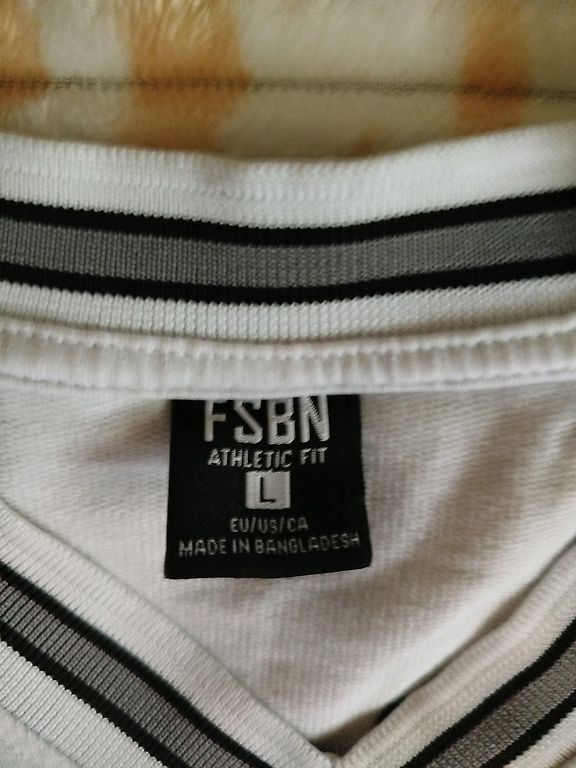 FSBN
ATHLETIC FIT
L
EU/US/CA
MADE IN BANGLADESH